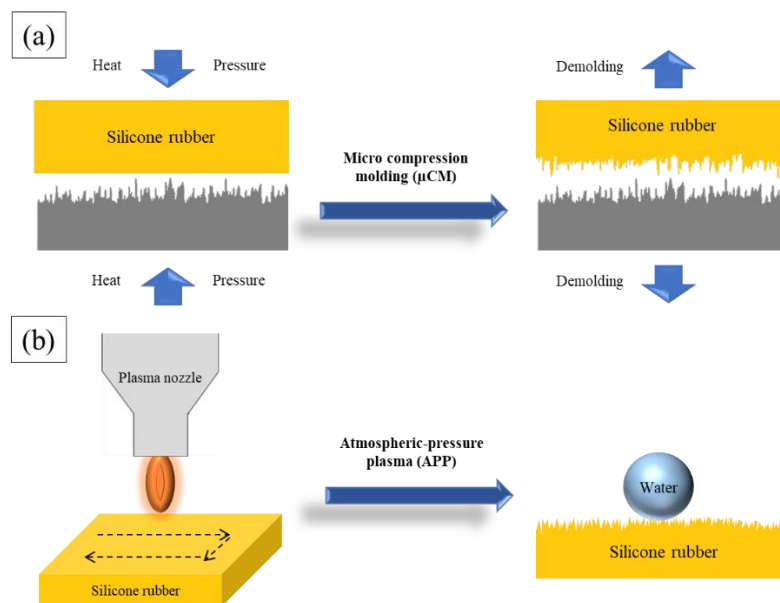 (a)
Heat Pressure
Silicone rubber
Heat Pressure
Micro compression
molding (μCM)
Demolding
Silicone rubber
Demolding
(b)
Plasma nozzle
Silicone rubber
Atmospheric-pressure
plasma (APP)
Water
Silicone rubber